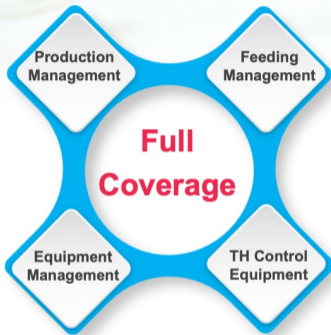 Production
Management
Feeding
Management
Full
Coverage
Equipment
Management
TH Control
Equipment